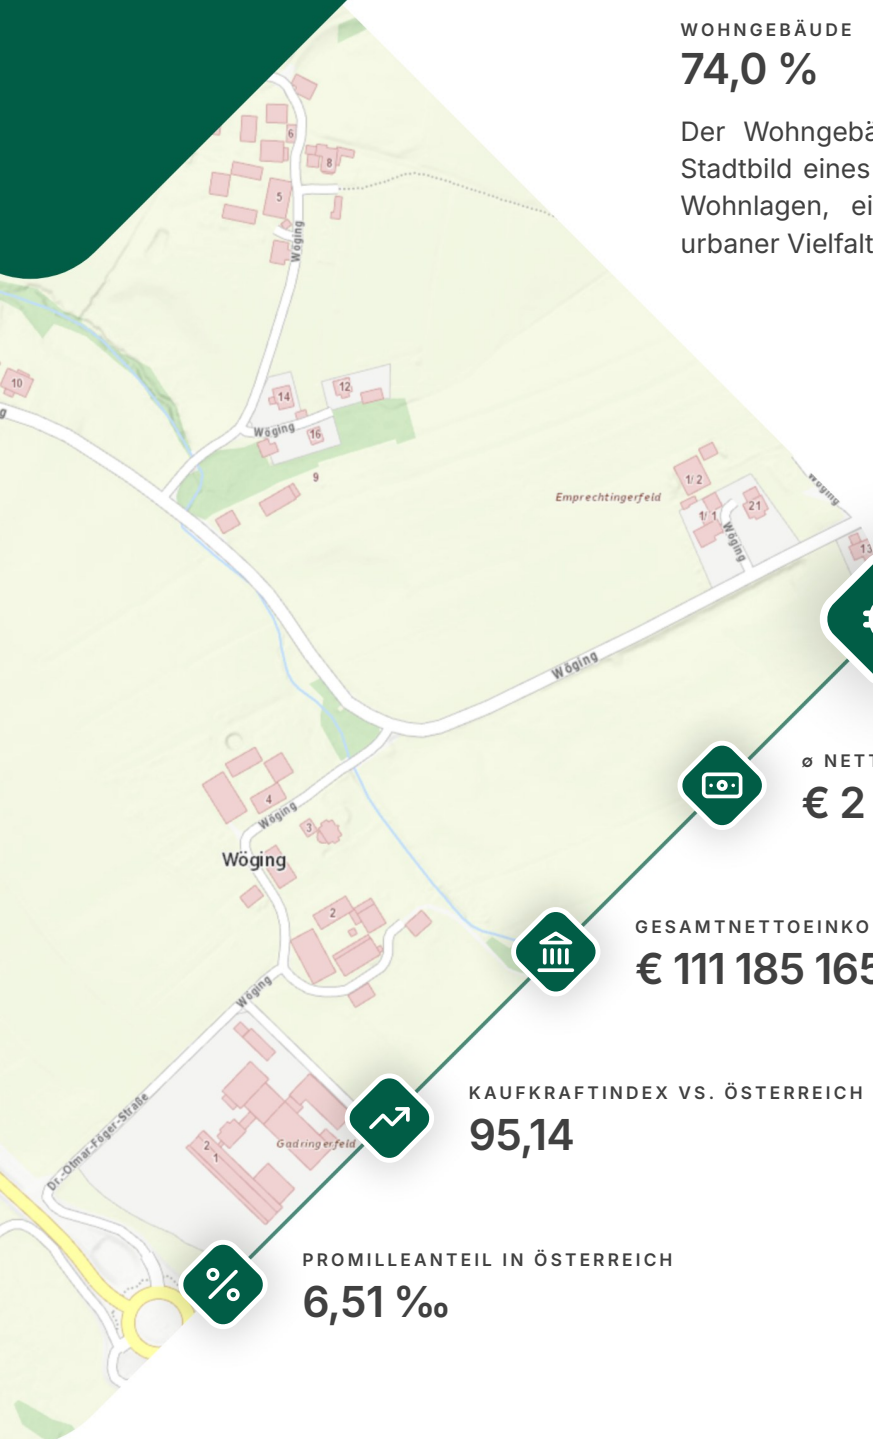 WOHNGEBÄUDE
74,0 %
Der Wohngebä
Stadtbild eines
Wohnlagen, ei
urbaner Vielfalt
6
8
5
Wöging
10
g
14
12
Wöging
16
9
Emprechtingerfeld
1/2
1/1
21
Wöging
Wöging
13
Wöging
ø NETT
€ 2
4
Wöging
3
Wöging
2
GESAMTNETTOEINKO
€ 111 185 165
Wöging
KAUFKRAFTINDEX VS. ÖSTERREICH
95,14
Dr.-Otmar-Föger-Straße
Gadringerfeld
2
1
PROMILLEANTEIL IN ÖSTERREICH
6,51 ‰